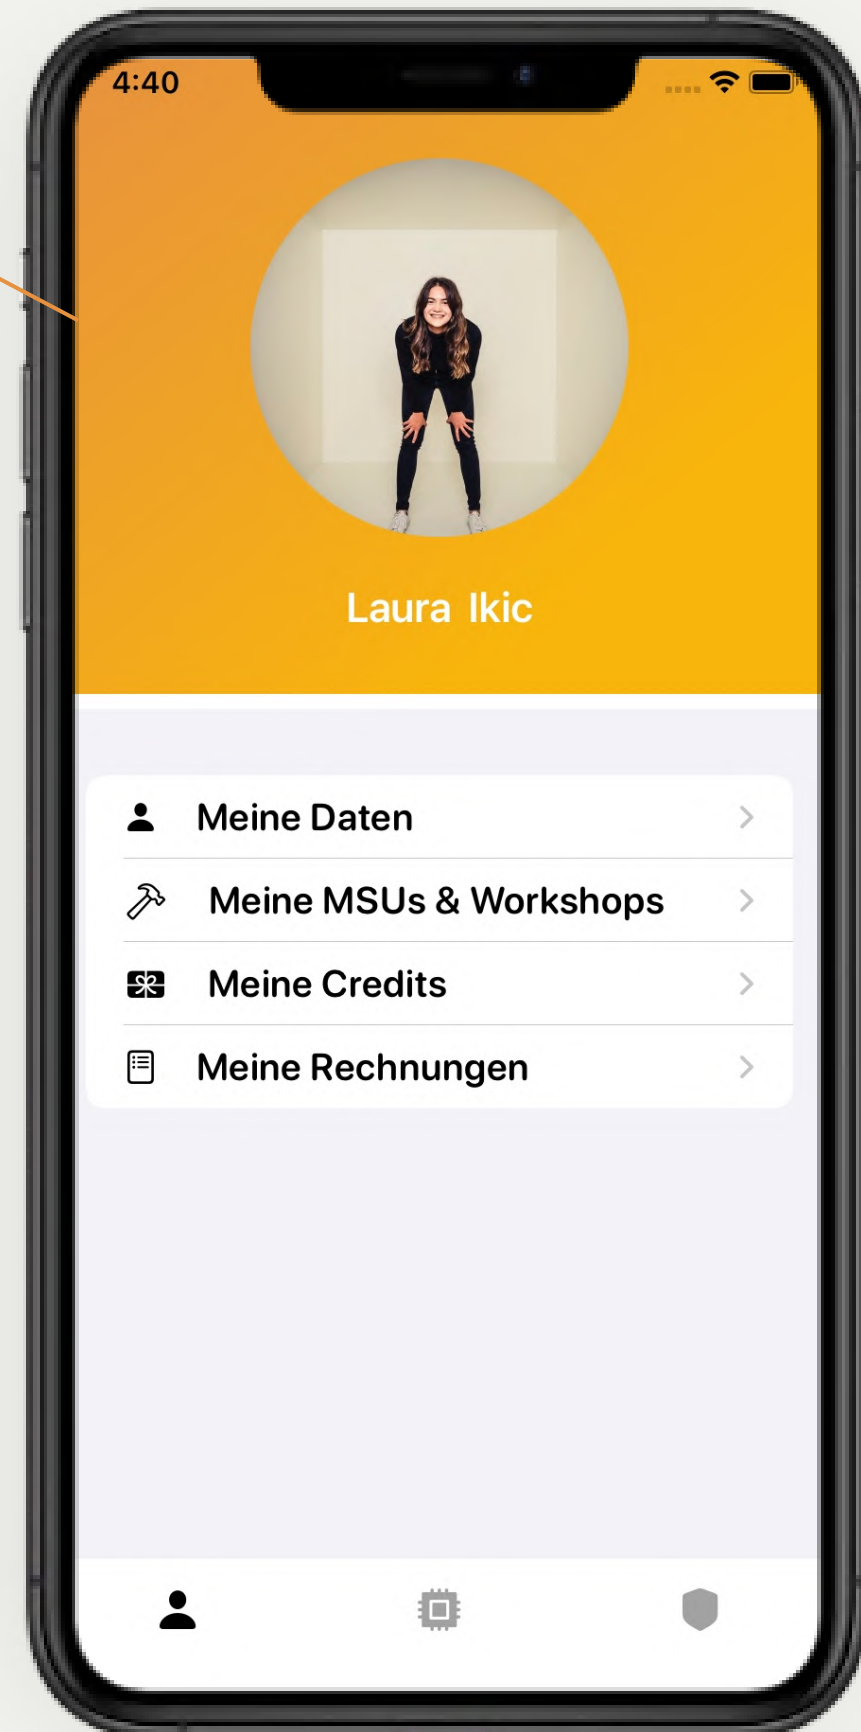 4:40
Laura Ikic
Meine Daten
Meine MSUs & Workshops
Meine Credits
Meine Rechnungen